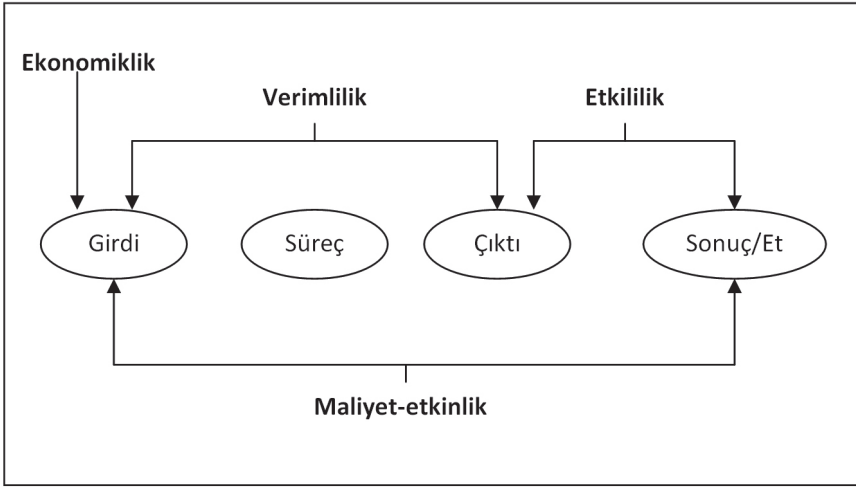 Ekonomiklik
Verimlilik
Etkililik
Girdi
Süreç
Çıktı
Sonuç/Et
Maliyet-etkinlik